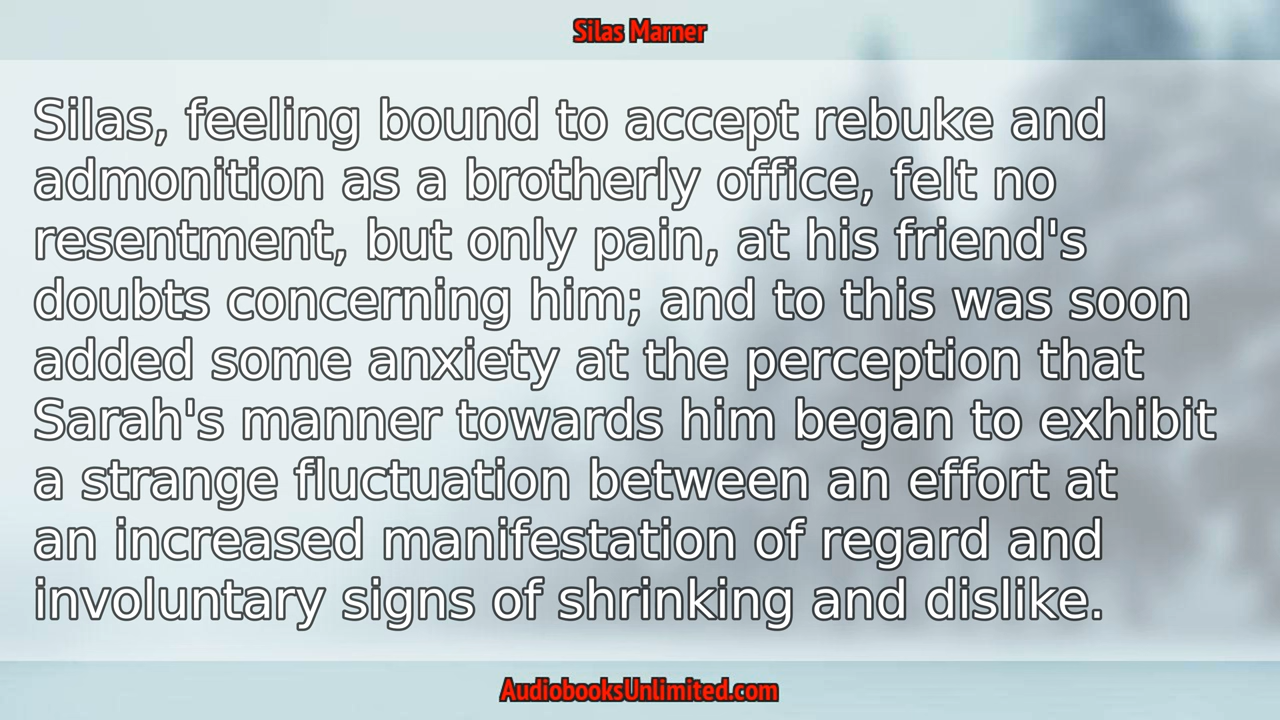 Silas Marner
Silas, feeling bound to accept rebuke and
admonition as a brotherly office, felt no
resentment, but only pain, at his friend's
doubts concerning him; and to this was soon
added some anxiety at the perception that
Sarah's manner towards him began to exhibit
a strange fluctuation between an effort at
an increased manifestation of regard and
involuntary signs of shrinking and dislike.
AudiobooksUnlimited.com